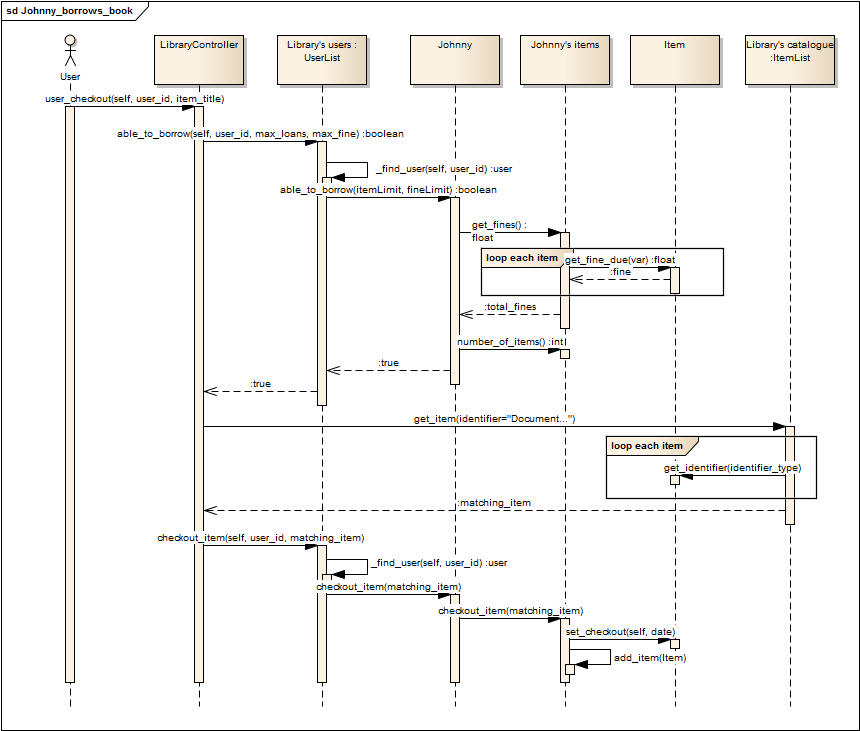 sd Johnny_borrows_book
User
LibraryController
Library's users :
UserList
Johnny
Johnny's items
Item
Library's catalogue
:ItemList
user_checkout(self, user_id, item_title)
able_to_borrow(self, user_id, max_loans, max_fine) :boolean
_find_user(self, user_id) :user
able_to_borrow(itemLimit, fineLimit) :boolean
get_fines() :
float
loop each item
get_fine_due(var) :float
:fine
:total_fines
number_of_items() :int
:true
:true
get_item(identifier="Document...")
loop each item
get_identifier(identifier_type)
:matching_item
checkout_item(self, user_id, matching_item)
_find_user(self, user_id) :user
checkout_item(matching_item)
checkout_item(matching_item)
set_checkout(self, date)
add_item(Item)